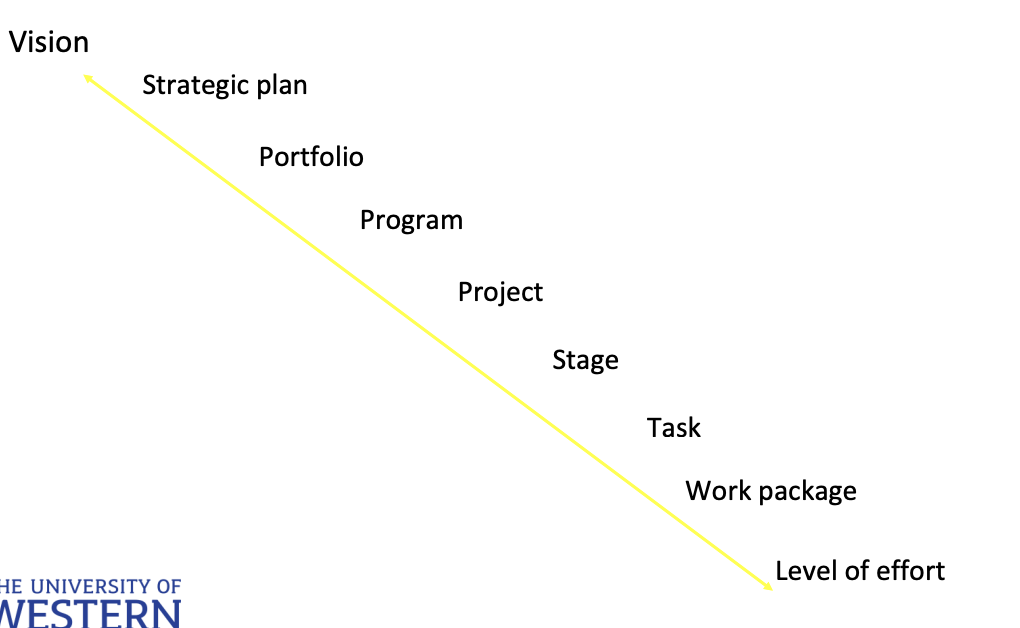 Vision
Strategic plan
Portfolio
Program
Project
Stage
Task
Work package
Level of effort
HE UNIVERSITY OF
WESTERN